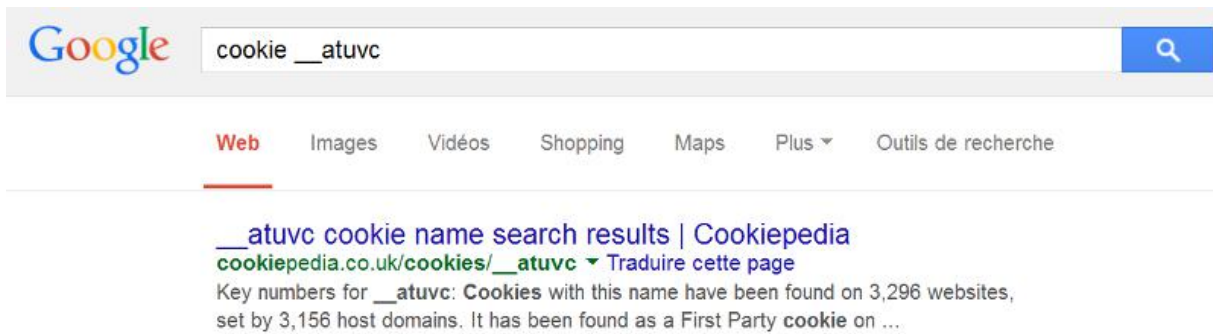 Google cookie __atuvc
Web Images Vidéos Shopping Maps Plus Outils de recherche
__atuvc cookie name search results | Cookiepedia
cookiepedia.co.uk/cookies/__atuvc Traduire cette page
Key numbers for __atuvc: Cookies with this name have been found on 3,296 websites,
set by 3,156 host domains. It has been found as a First Party cookie on ...